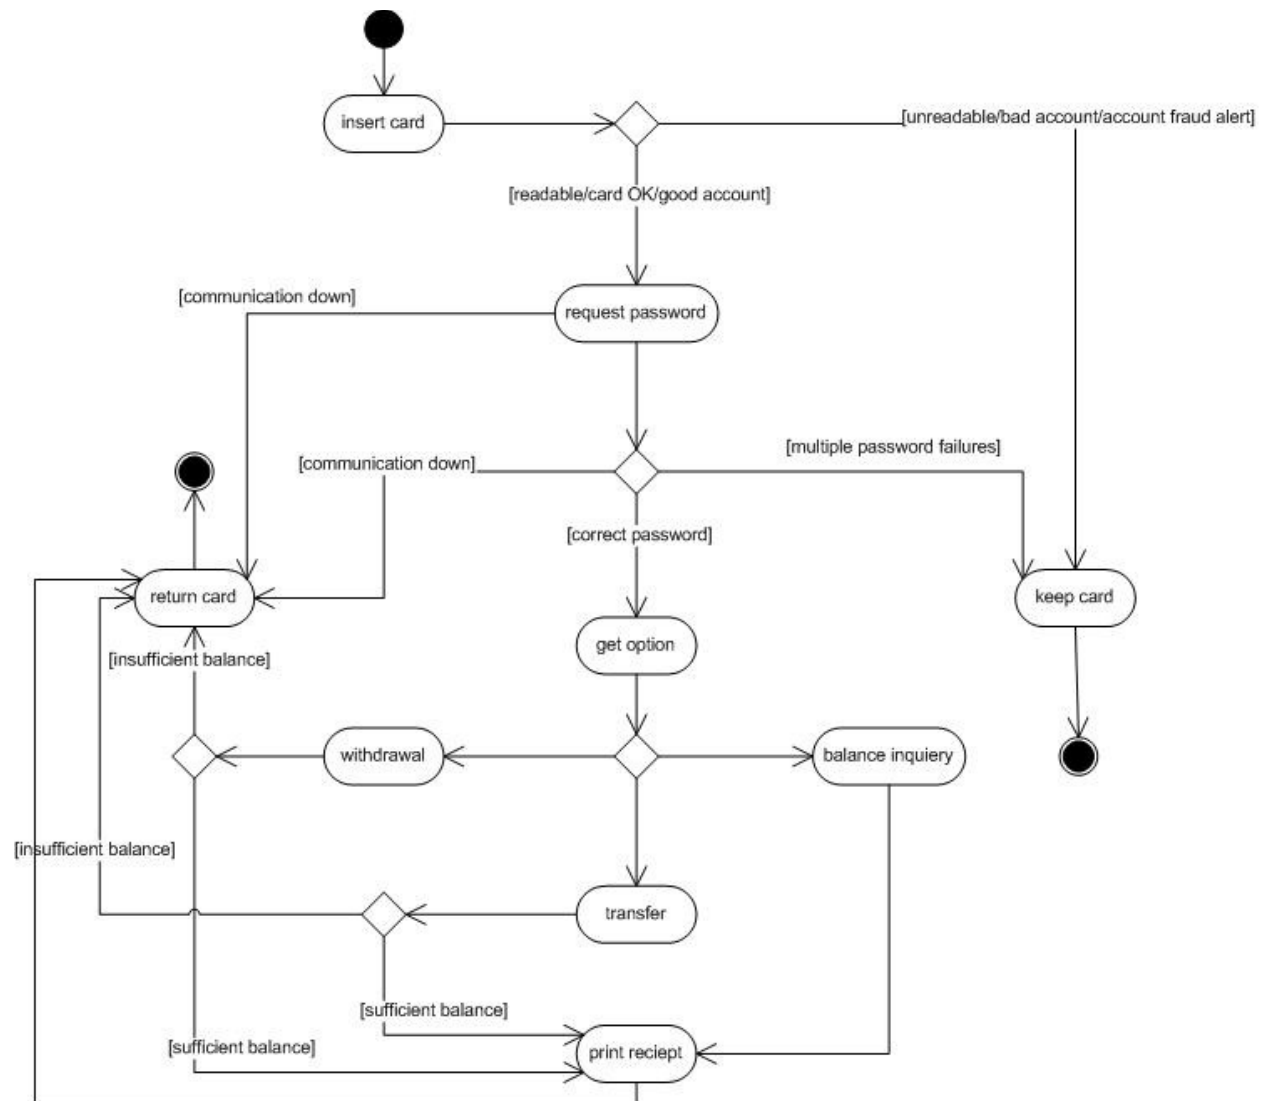 insert card
[unreadable/bad account/account fraud alert]
[readable/card OK/good account]
[communication down]
request password
[multiple password failures]
[communication down]
[correct password]
return card
keep card
get option
[insufficient balance]
withdrawal
balance inquiery
[insufficient balance]
transfer
[sufficient balance]
[sufficient balance]
print reciept